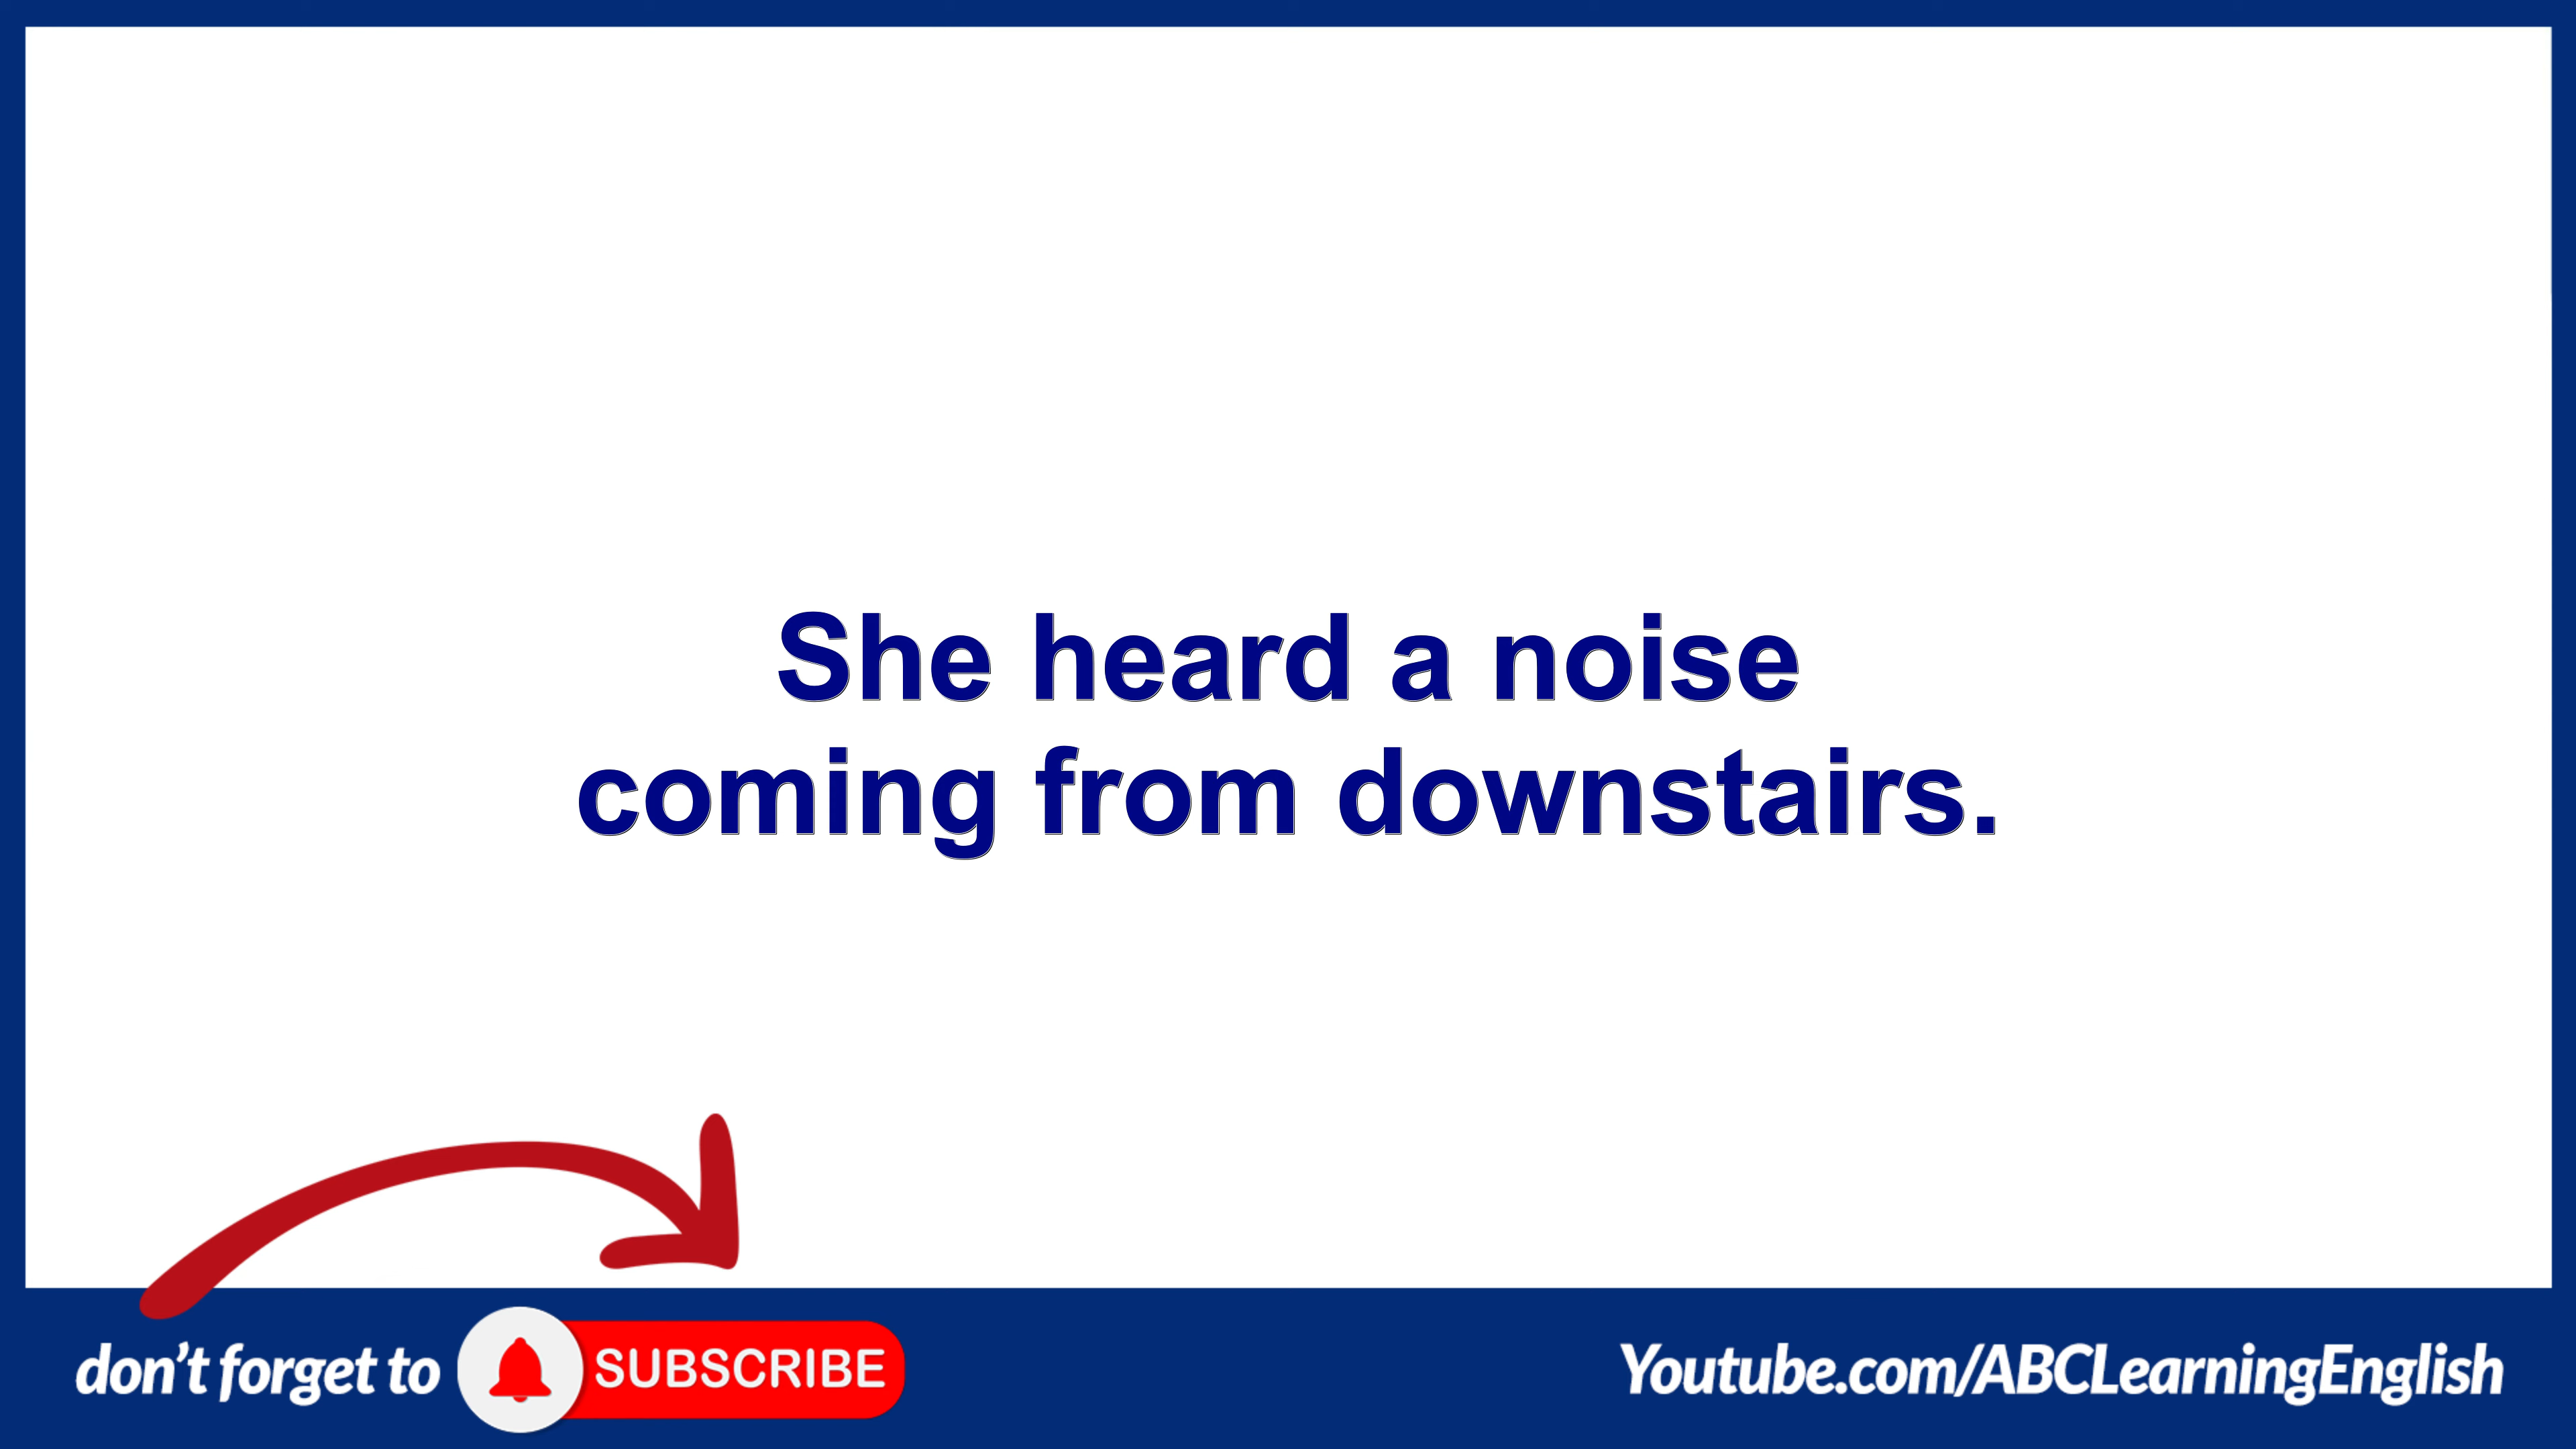 She heard a noise
coming from downstairs.
don't forget to SUBSCRIBE
Youtube.com/ABCLearningEnglish